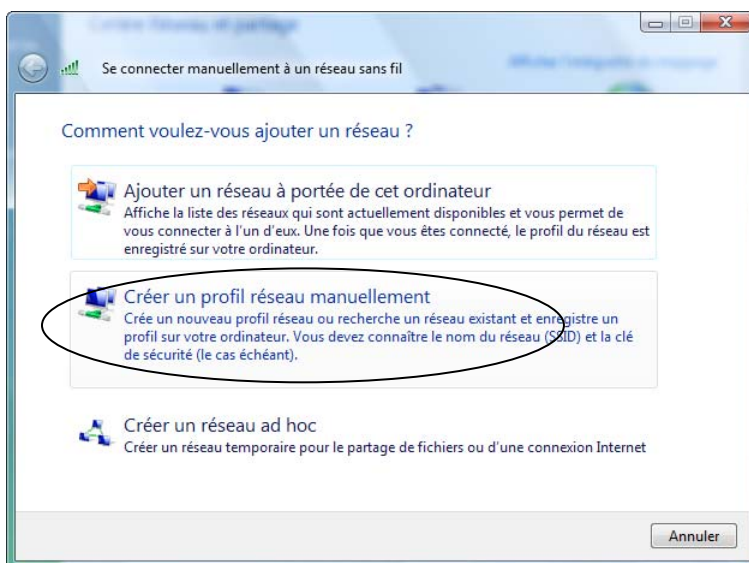 Centre Réseau et partage
Se connecter manuellement à un réseau sans fil
Comment voulez-vous ajouter un réseau ?
Ajouter un réseau à portée de cet ordinateur
Affiche la liste des réseaux qui sont actuellement disponibles et vous permet de
vous connecter à l'un d'eux. Une fois que vous êtes connecté, le profil du réseau est
enregistré sur votre ordinateur.
Créer un profil réseau manuellement
Crée un nouveau profil réseau ou recherche un réseau existant et enregistre un
profil sur votre ordinateur. Vous devez connaître le nom du réseau (SSID) et la clé
de sécurité (le cas échéant).
Créer un réseau ad hoc
Créer un réseau temporaire pour le partage de fichiers ou d'une connexion Internet
Annuler